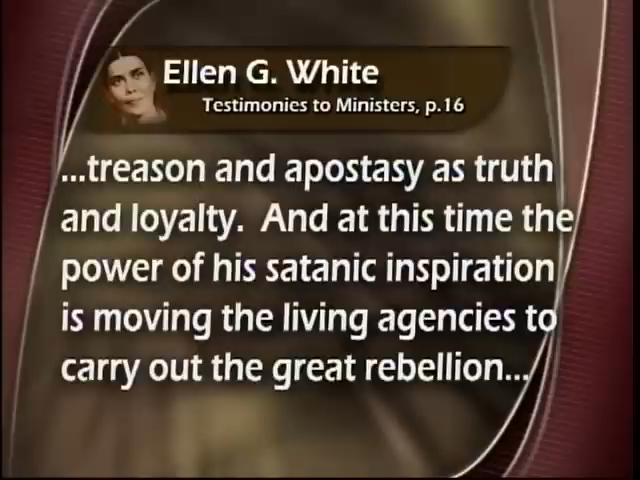 Ellen G. White
Testimonies to Ministers, p.16
...treason and apostasy as truth
and loyalty. And at this time the
power of his satanic inspiration
is moving the living agencies to
carry out the great rebellion...